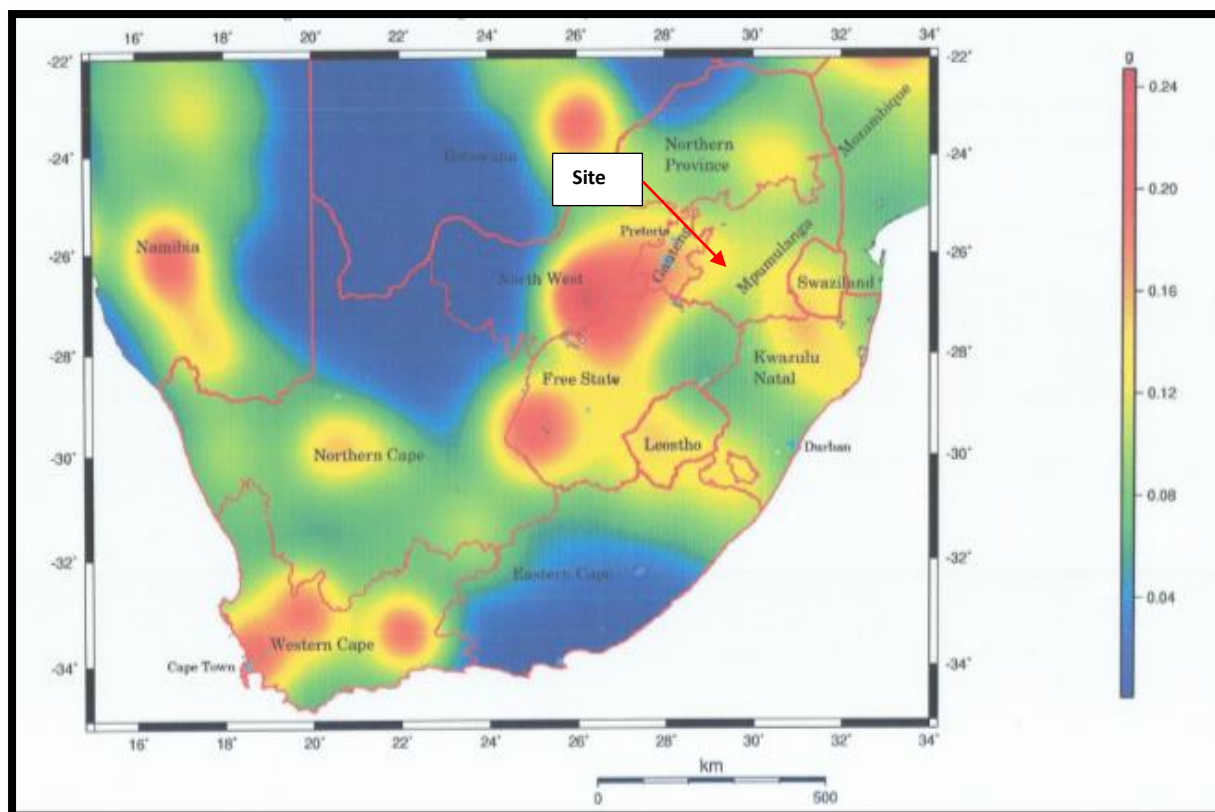 16° 18° 20° 22° 24° 26° 28° 30° 32° 34°
-22° -22°
g
0.24
Mozambique
Northern
Province
-24° -24°
Botswana
Site
0.20
Pretoria
Gauteng
-26° -26°
Namibia
North West
Mpumulanga
Swaziland
0.16
-28° -28°
Kwazulu
Natal
Free State
0.12
Leostho
Durban
Northern Cape
-30° -30°
0.08
-32° -32°
Eastern Cape
0.04
Western Cape
Cape Town
-34° -34°
16° 18° 20° 22° 24° 26° 28° 30° 32° 34°
km
0 500